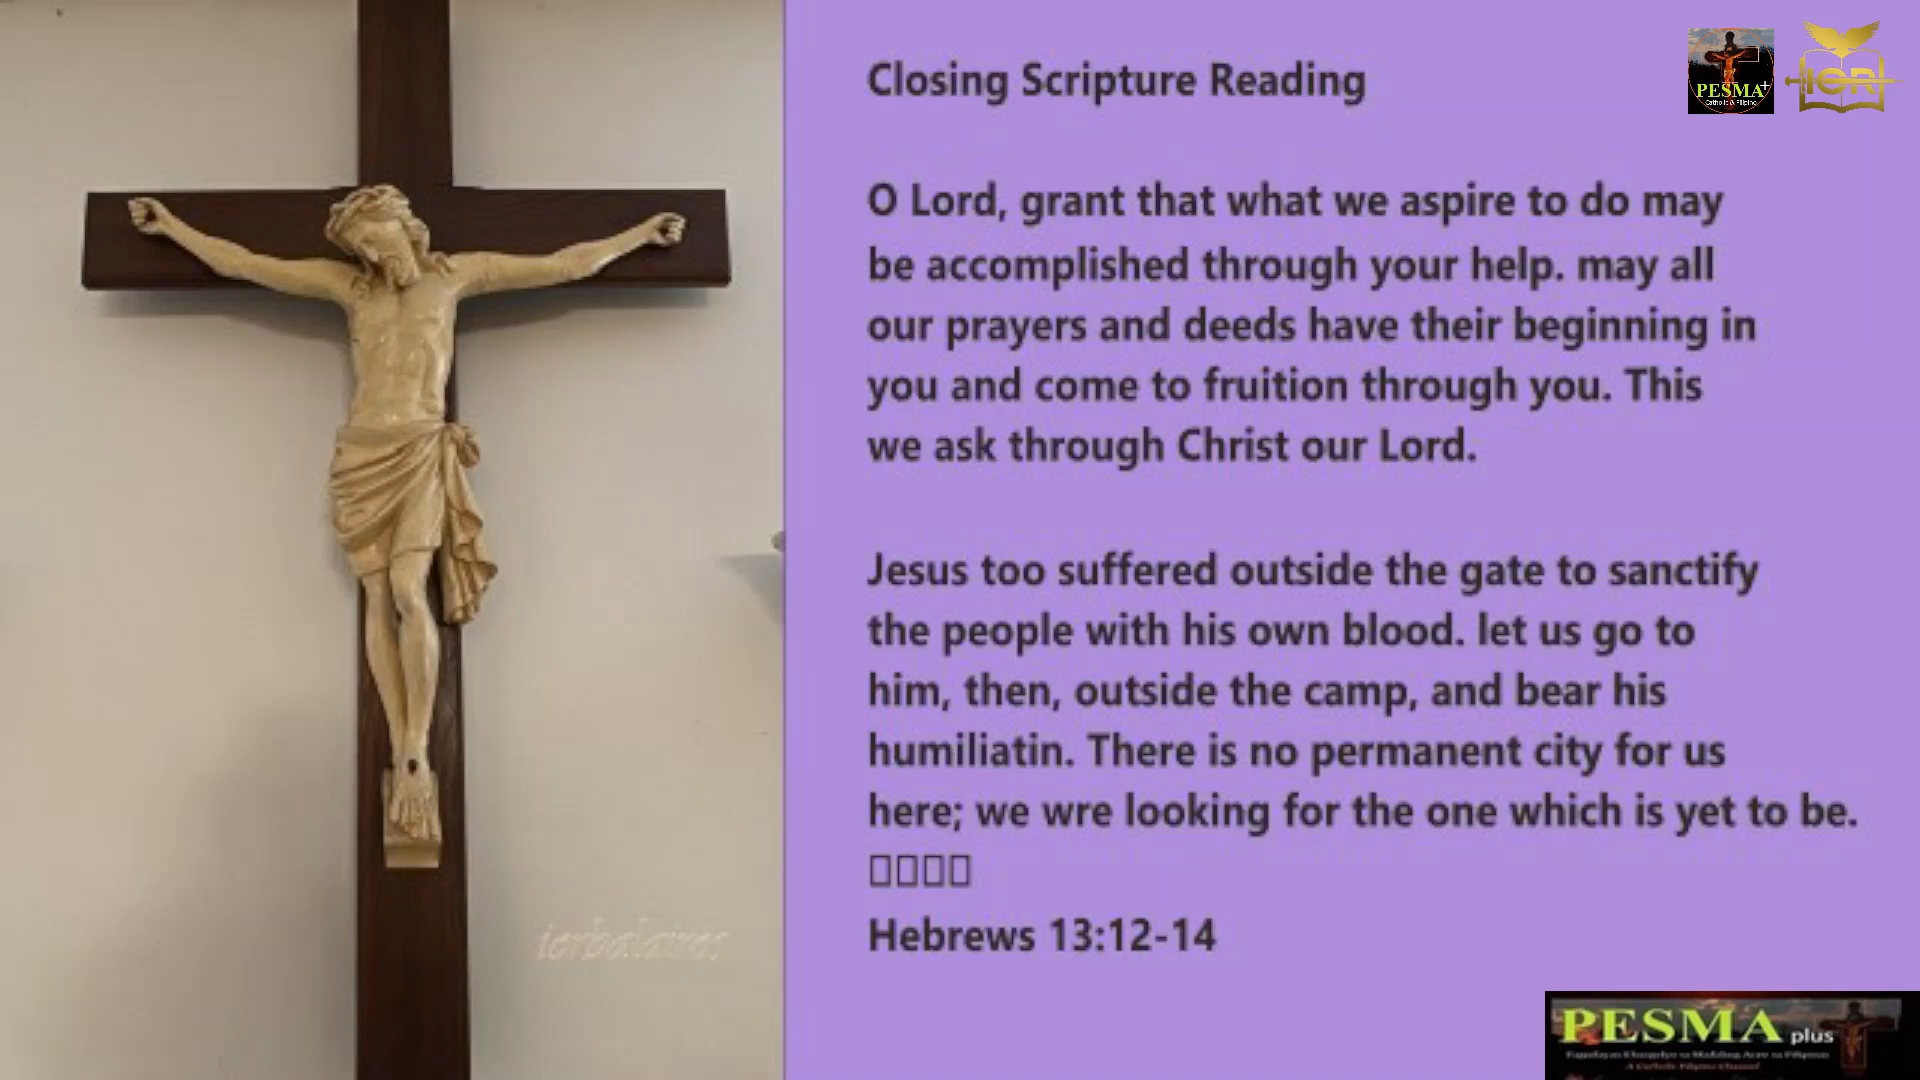 Closing Scripture Reading
O Lord, grant that what we aspire to do may
be accomplished through your help. may all
our prayers and deeds have their beginning in
you and come to fruition through you. This
we ask through Christ our Lord.
Jesus too suffered outside the gate to sanctify
the people with his own blood. let us go to
him, then, outside the camp, and bear his
humiliatin. There is no permanent city for us
here; we wre looking for the one which is yet to be.
Hebrews 13:12-14
PESMA+
Catholic & Filipino
IGR
PESMA plus